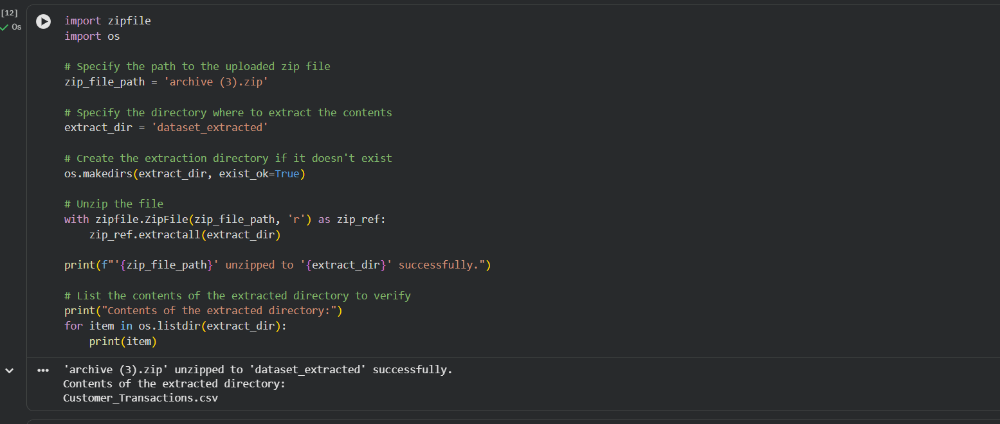 [12]
0s
import zipfile
import os
# Specify the path to the uploaded zip file
zip_file_path = 'archive (3).zip'
# Specify the directory where to extract the contents
extract_dir = 'dataset_extracted'
# Create the extraction directory if it doesn't exist
os.makedirs(extract_dir, exist_ok=True)
# Unzip the file
with zipfile.ZipFile(zip_file_path, 'r') as zip_ref:
    zip_ref.extractall(extract_dir)
print(f"'{zip_file_path}' unzipped to '{extract_dir}' successfully.")
# List the contents of the extracted directory to verify
print("Contents of the extracted directory:")
for item in os.listdir(extract_dir):
    print(item)
'archive (3).zip' unzipped to 'dataset_extracted' successfully.
Contents of the extracted directory:
Customer_Transactions.csv